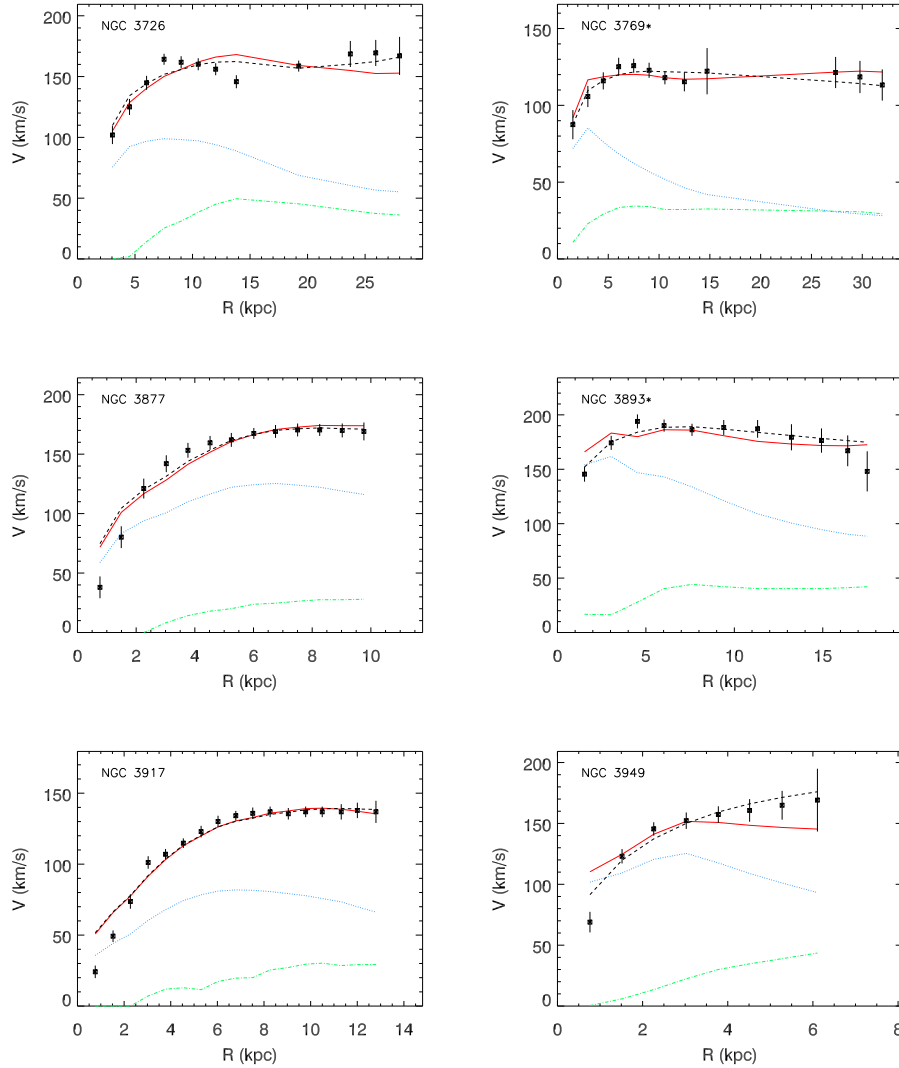 NGC 3726
200
150
100
50
0
V (km/s)
0 5 10 15 20 25
R (kpc)
NGC 3769*
150
100
50
0
V (km/s)
0 5 10 15 20 25 30
R (kpc)
NGC 3877
200
150
100
50
0
V (km/s)
0 2 4 6 8 10
R (kpc)
NGC 3893*
200
150
100
50
0
V (km/s)
0 5 10 15
R (kpc)
NGC 3917
150
100
50
0
V (km/s)
0 2 4 6 8 10 12 14
R (kpc)
NGC 3949
200
150
100
50
0
V (km/s)
0 2 4 6 8
R (kpc)